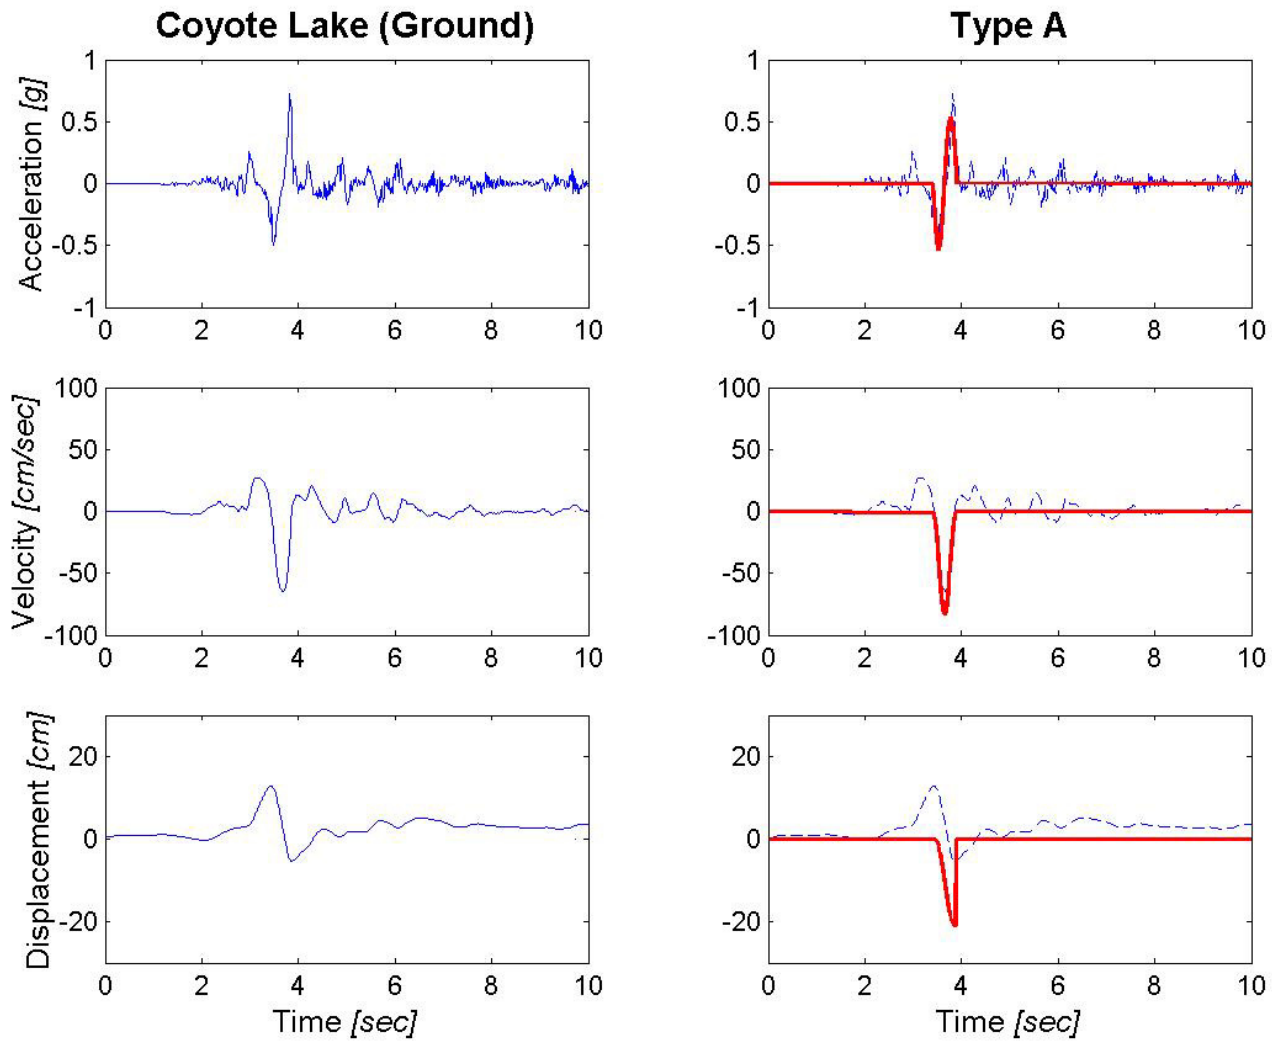 Coyote Lake (Ground)
Type A
Acceleration [g]
1
0.5
0
-0.5
-1
0 2 4 6 8 10
1
0.5
0
-0.5
-1
0 2 4 6 8 10
Velocity [cm/sec]
100
50
0
-50
-100
0 2 4 6 8 10
100
50
0
-50
-100
0 2 4 6 8 10
Displacement [cm]
20
0
-20
0 2 4 6 8 10
Time [sec]
20
0
-20
0 2 4 6 8 10
Time [sec]